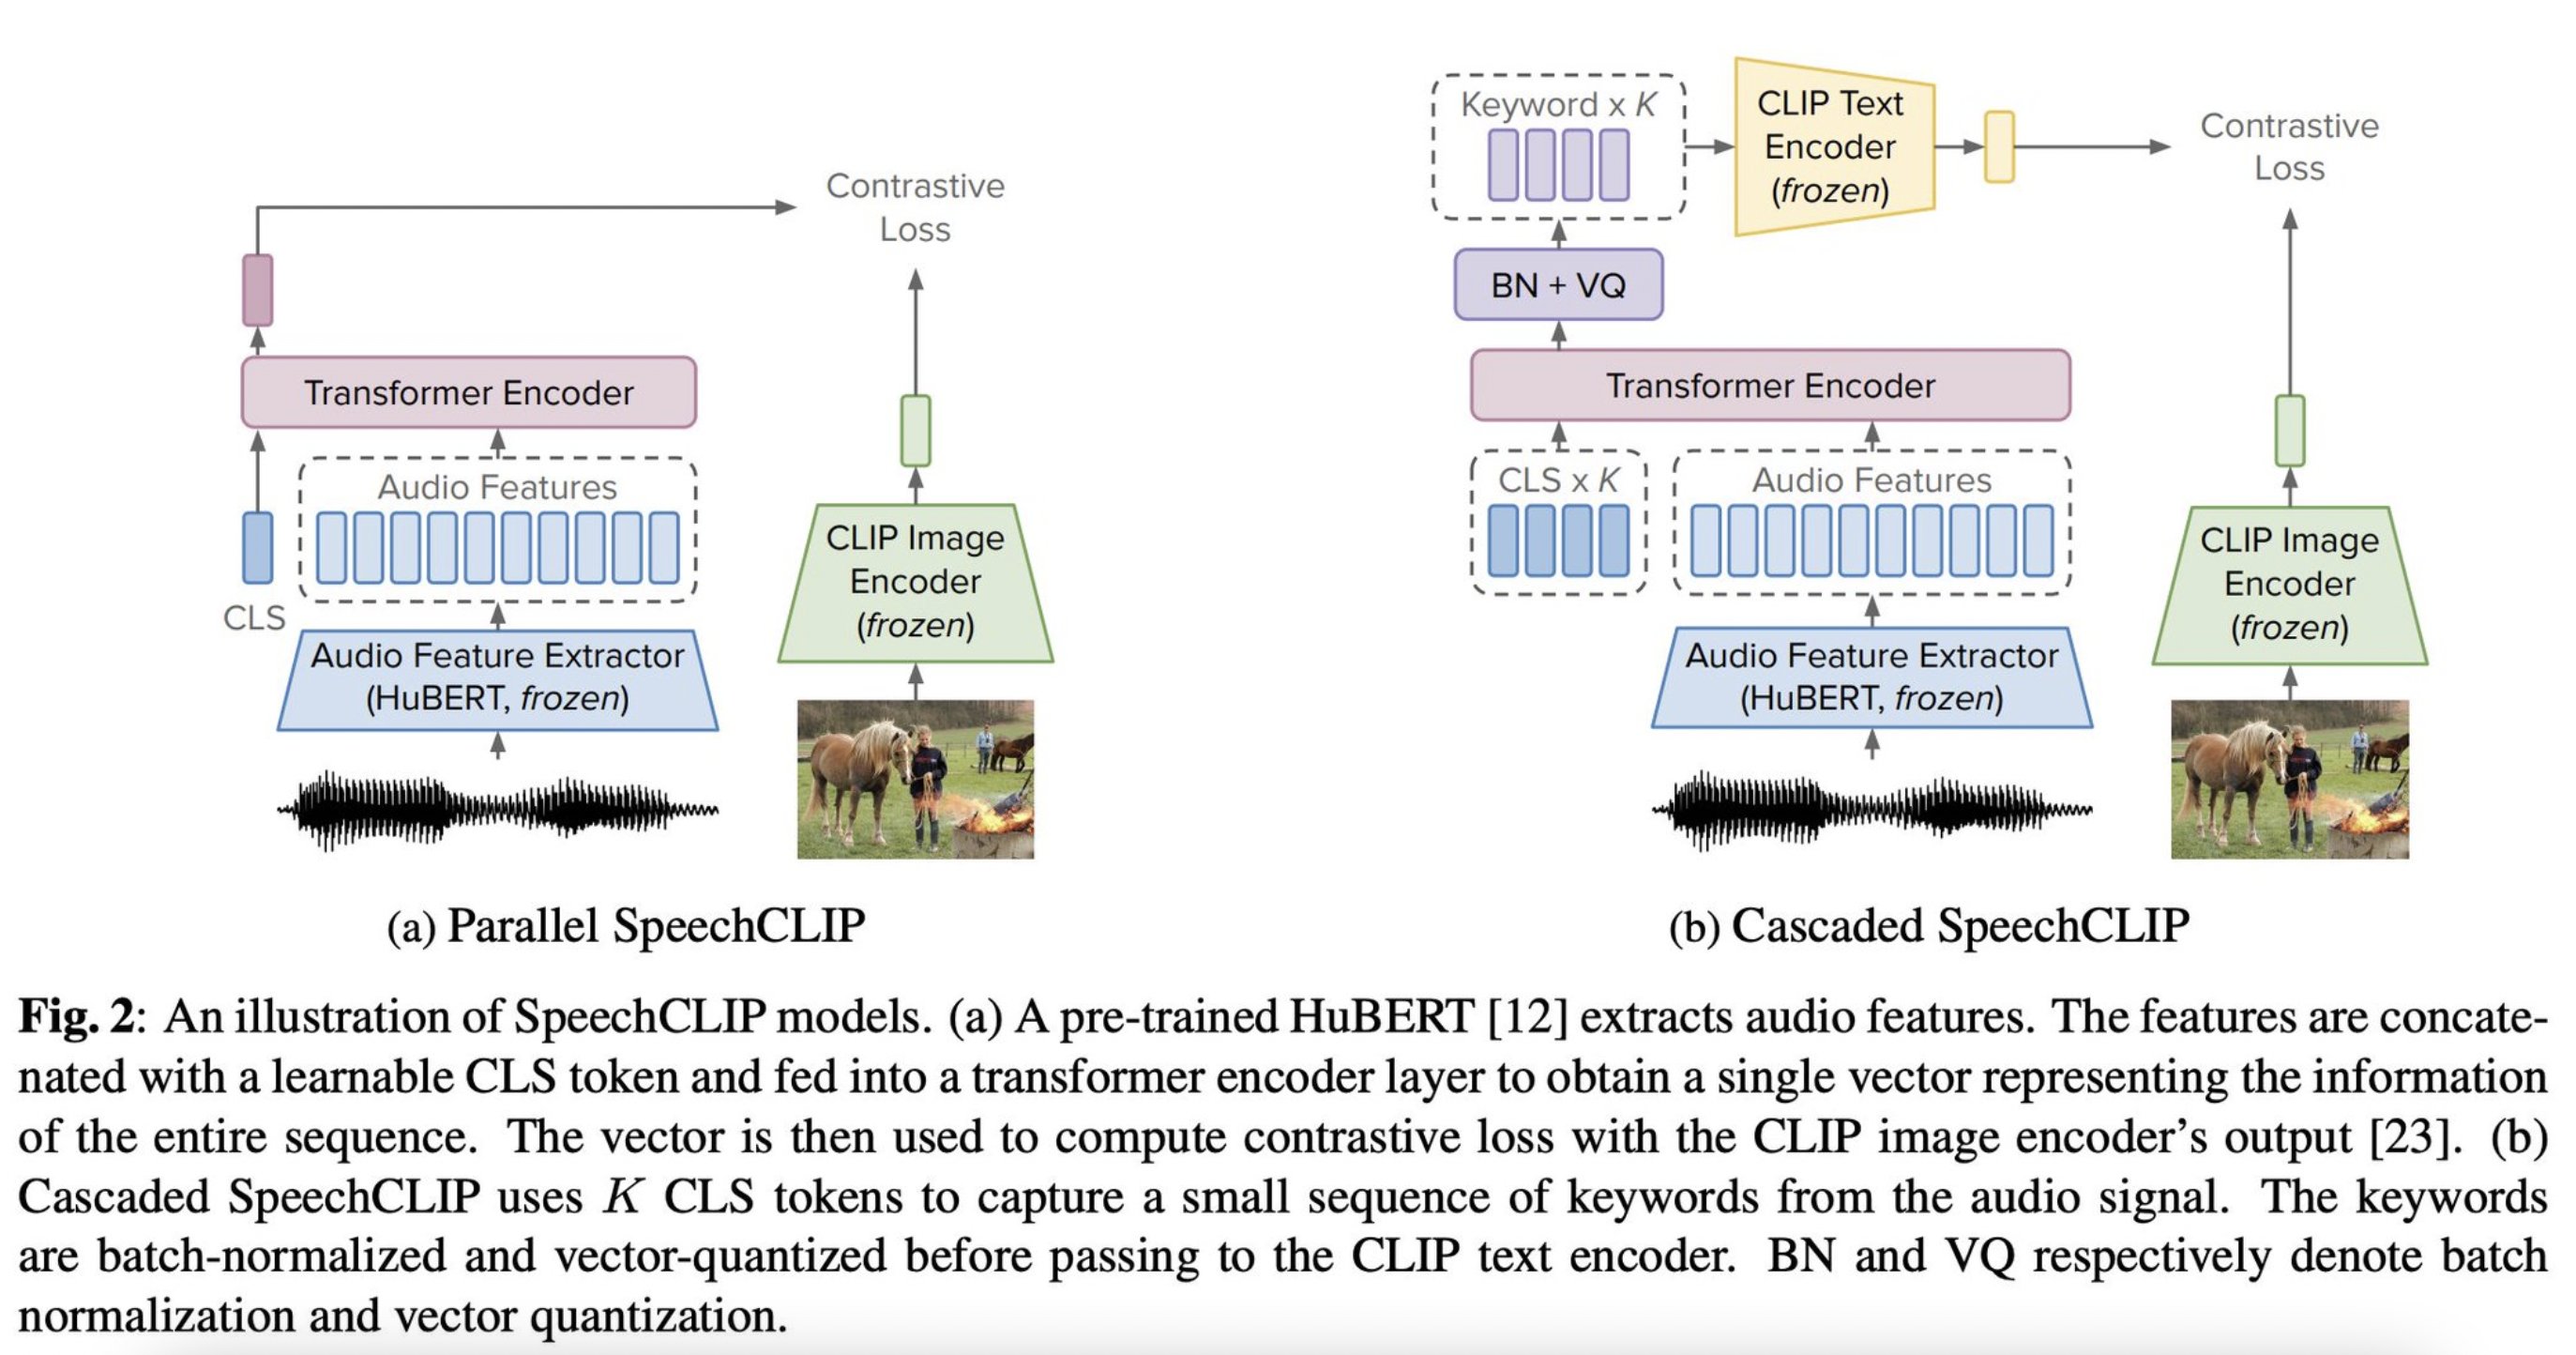 Contrastive
Loss
Transformer Encoder
Audio Features
CLS
Audio Feature Extractor
(HuBERT, frozen)
CLIP Image
Encoder
(frozen)
(a) Parallel SpeechCLIP
Keyword x K
CLIP Text
Encoder
(frozen)
Contrastive
Loss
BN + VQ
Transformer Encoder
CLS x K
Audio Features
Audio Feature Extractor
(HuBERT, frozen)
CLIP Image
Encoder
(frozen)
(b) Cascaded SpeechCLIP
Fig. 2: An illustration of SpeechCLIP models. (a) A pre-trained HuBERT [12] extracts audio features. The features are concate-
nated with a learnable CLS token and fed into a transformer encoder layer to obtain a single vector representing the information
of the entire sequence. The vector is then used to compute contrastive loss with the CLIP image encoder's output [23]. (b)
Cascaded SpeechCLIP uses K CLS tokens to capture a small sequence of keywords from the audio signal. The keywords
are batch-normalized and vector-quantized before passing to the CLIP text encoder. BN and VQ respectively denote batch
normalization and vector quantization.